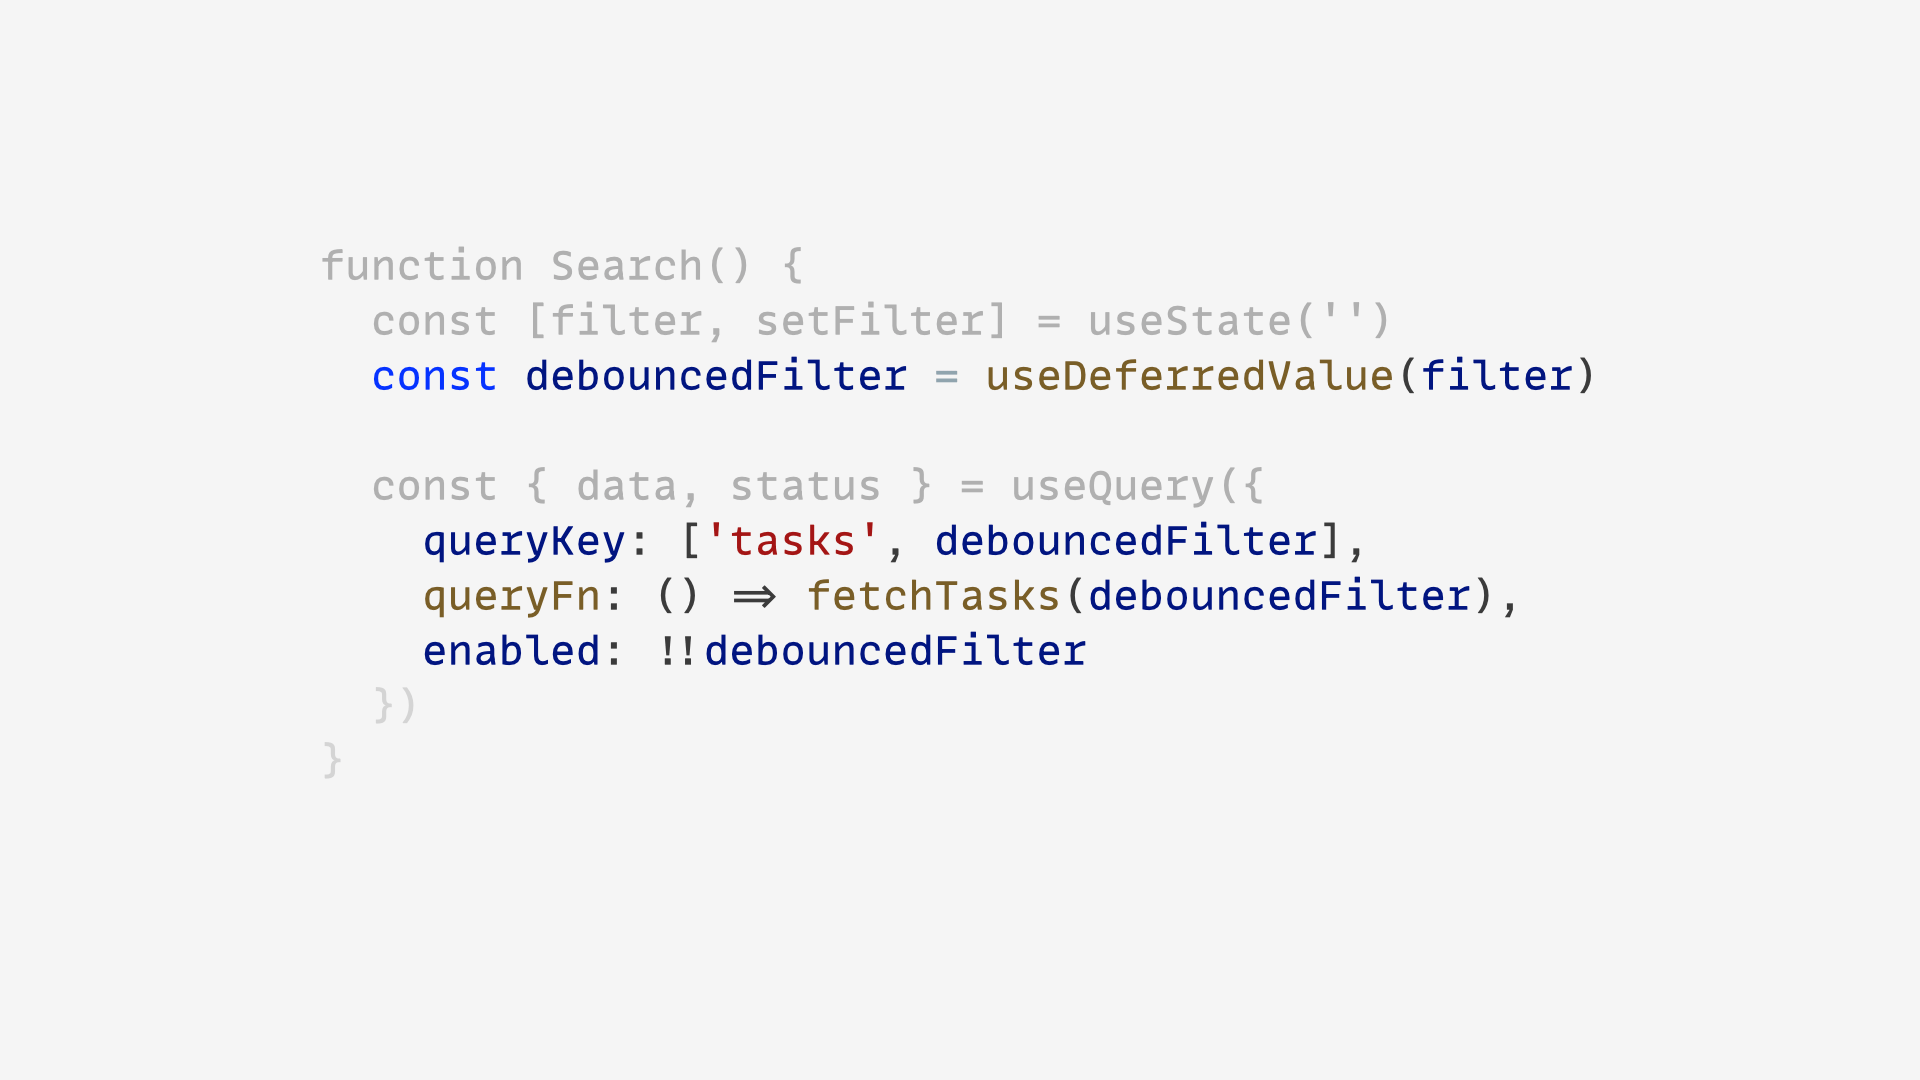 function Search() {
  const [filter, setFilter] = useState('')
  const debouncedFilter = useDeferredValue(filter)

  const { data, status } = useQuery({
    queryKey: ['tasks', debouncedFilter],
    queryFn: () => fetchTasks(debouncedFilter),
    enabled: !!debouncedFilter
  })
}